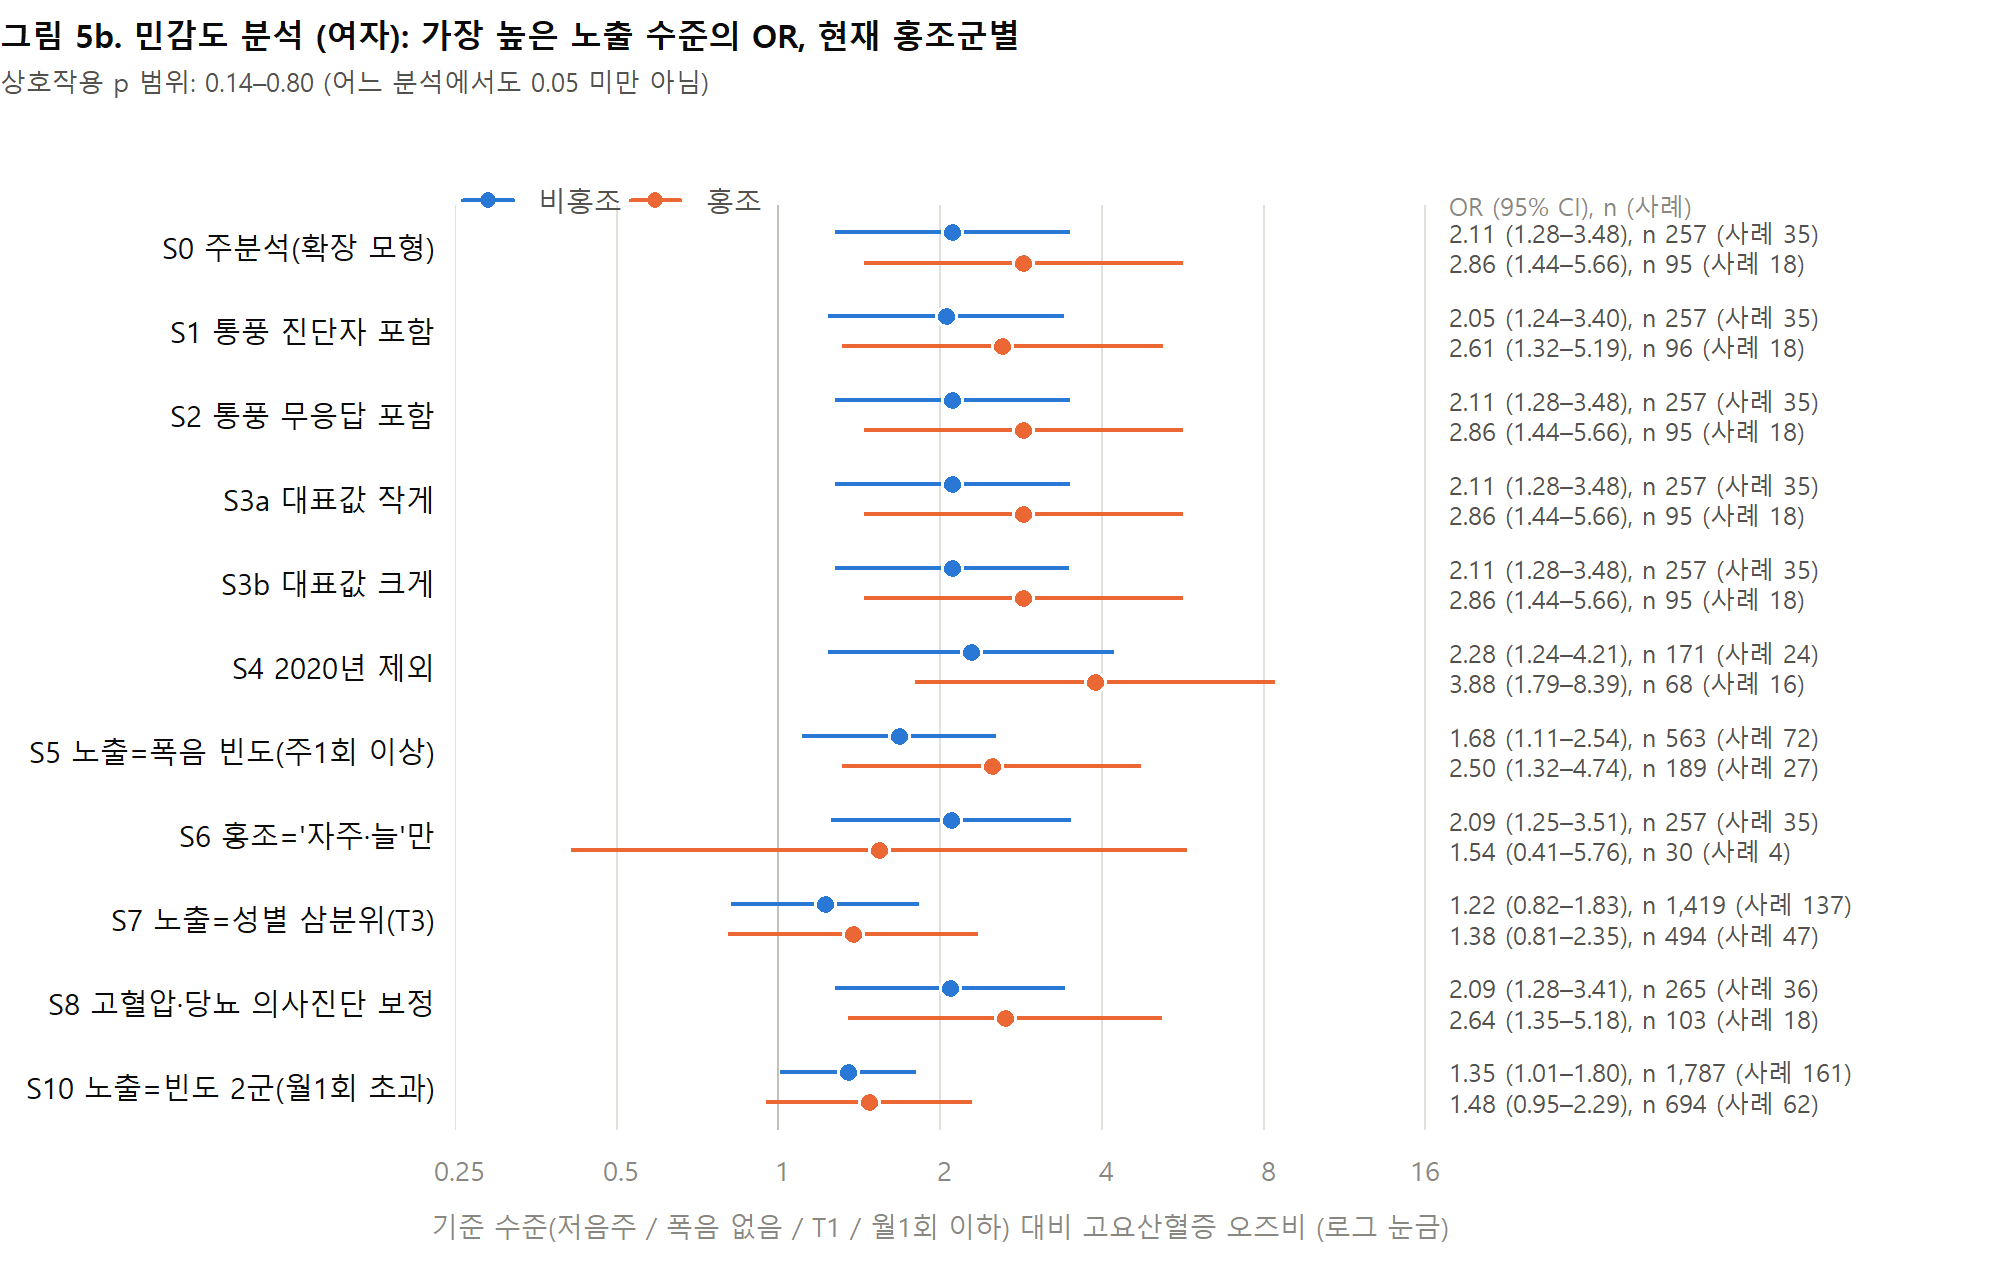 그림 5b. 민감도 분석 (여자): 가장 높은 노출 수준의 OR, 현재 홍조군별
상호작용 p 범위: 0.14–0.80 (어느 분석에서도 0.05 미만 아님)
비홍조 홍조
OR (95% CI), n (사례)
S0 주분석(확장 모형)
2.11 (1.28–3.48), n 257 (사례 35)
2.86 (1.44–5.66), n 95 (사례 18)
S1 통풍 진단자 포함
2.05 (1.24–3.40), n 257 (사례 35)
2.61 (1.32–5.19), n 96 (사례 18)
S2 통풍 무응답 포함
2.11 (1.28–3.48), n 257 (사례 35)
2.86 (1.44–5.66), n 95 (사례 18)
S3a 대표값 작게
2.11 (1.28–3.48), n 257 (사례 35)
2.86 (1.44–5.66), n 95 (사례 18)
S3b 대표값 크게
2.11 (1.28–3.48), n 257 (사례 35)
2.86 (1.44–5.66), n 95 (사례 18)
S4 2020년 제외
2.28 (1.24–4.21), n 171 (사례 24)
3.88 (1.79–8.39), n 68 (사례 16)
S5 노출=폭음 빈도(주1회 이상)
1.68 (1.11–2.54), n 563 (사례 72)
2.50 (1.32–4.74), n 189 (사례 27)
S6 홍조='자주·늘'만
2.09 (1.25–3.51), n 257 (사례 35)
1.54 (0.41–5.76), n 30 (사례 4)
S7 노출=성별 삼분위(T3)
1.22 (0.82–1.83), n 1,419 (사례 137)
1.38 (0.81–2.35), n 494 (사례 47)
S8 고혈압·당뇨 의사진단 보정
2.09 (1.28–3.41), n 265 (사례 36)
2.64 (1.35–5.18), n 103 (사례 18)
S10 노출=빈도 2군(월1회 초과)
1.35 (1.01–1.80), n 1,787 (사례 161)
1.48 (0.95–2.29), n 694 (사례 62)
0.25 0.5 1 2 4 8 16
기준 수준(저음주 / 폭음 없음 / T1 / 월1회 이하) 대비 고요산혈증 오즈비 (로그 눈금)